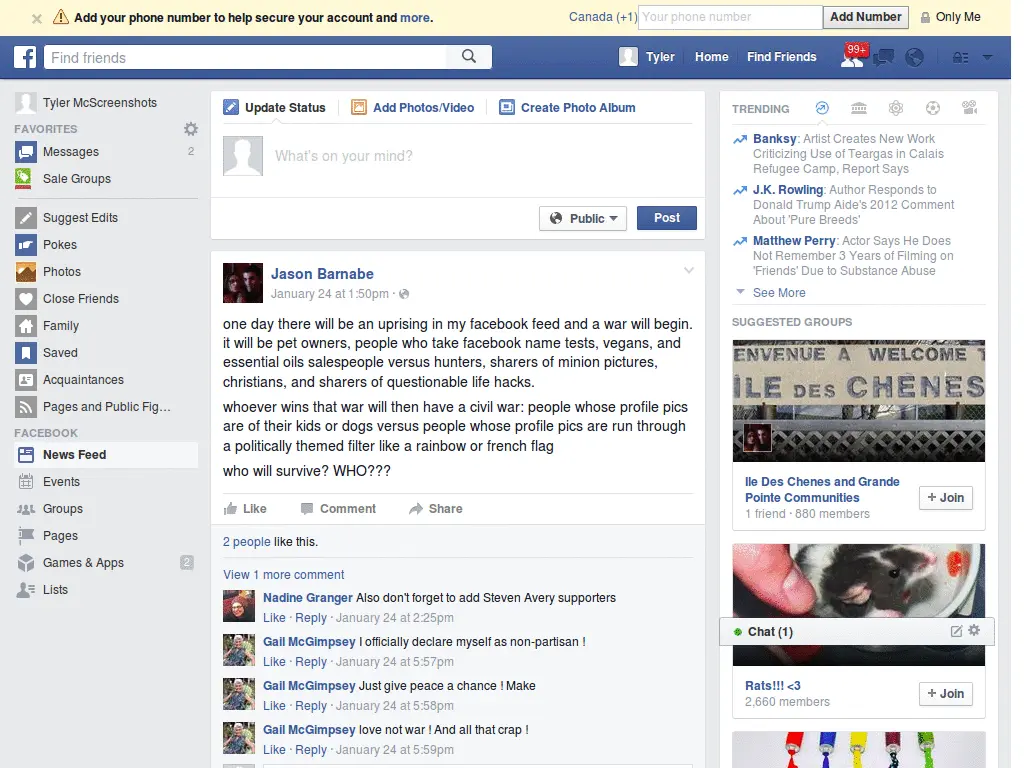 Add your phone number to help secure your account and more.
Canada (+1)
Your phone number
Add Number
Only Me
Find friends
Tyler
Home
Find Friends
99+
Tyler McScreenshots
FAVORITES
Messages
2
Sale Groups
Suggest Edits
Pokes
Photos
Close Friends
Family
Saved
Acquaintances
Pages and Public Fig...
FACEBOOK
News Feed
Events
Groups
Pages
Games & Apps
2
Lists
Update Status
Add Photos/Video
Create Photo Album
What's on your mind?
Public
Post
Jason Barnabe
January 24 at 1:50pm ·
one day there will be an uprising in my facebook feed and a war will begin.
it will be pet owners, people who take facebook name tests, vegans, and
essential oils salespeople versus hunters, sharers of minion pictures,
christians, and sharers of questionable life hacks.
whoever wins that war will then have a civil war: people whose profile pics
are of their kids or dogs versus people whose profile pics are run through
a politically themed filter like a rainbow or french flag
who will survive? WHO???
Like
Comment
Share
2 people like this.
View 1 more comment
Nadine Granger Also don't forget to add Steven Avery supporters
Like · Reply · January 24 at 2:25pm
Gail McGimpsey I officially declare myself as non-partisan !
Like · Reply · January 24 at 5:57pm
Gail McGimpsey Just give peace a chance ! Make
Like · Reply · January 24 at 5:58pm
Gail McGimpsey love not war ! And all that crap !
Like · Reply · January 24 at 5:59pm
TRENDING
Banksy: Artist Creates New Work
Criticizing Use of Teargas in Calais
Refugee Camp, Report Says
J.K. Rowling: Author Responds to
Donald Trump Aide's 2012 Comment
About 'Pure Breeds'
Matthew Perry: Actor Says He Does
Not Remember 3 Years of Filming on
'Friends' Due to Substance Abuse
See More
SUGGESTED GROUPS
ENVENUE A WELCOME T
ILE DES CHÊNES
Ile Des Chenes and Grande
Pointe Communities
1 friend · 880 members
+ Join
Chat (1)
Rats!!! <3
2,660 members
+ Join